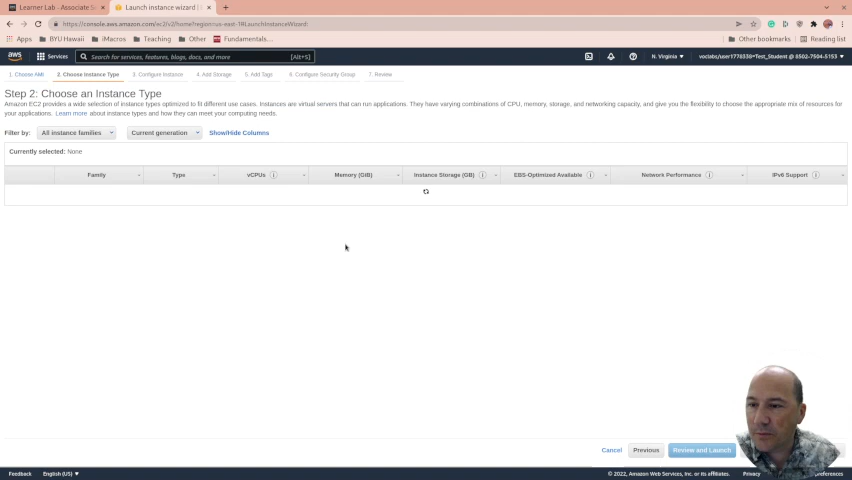 Learner Lab - Associate S
Launch instance wizard |
https://console.aws.amazon.com/ec2/v2/home?region=us-east-1#LaunchInstanceWizard:
Apps BYU Hawaii iMacros Teaching Other Fundamentals... Other bookmarks Reading list
aws Services Search for services, features, blogs, docs, and more [Alt+S] N. Virginia voclabs/user1778339=Test_Student @ 8502-7504-5153
1. Choose AMI 2. Choose Instance Type 3. Configure Instance 4. Add Storage 5. Add Tags 6. Configure Security Group 7. Review
Step 2: Choose an Instance Type
Amazon EC2 provides a wide selection of instance types optimized to fit different use cases. Instances are virtual servers that can run applications. They have varying combinations of CPU, memory, storage, and networking capacity, and give you the flexibility to choose the appropriate mix of resources for
your applications. Learn more about instance types and how they can meet your computing needs.
Filter by: All instance families Current generation Show/Hide Columns
Currently selected: None
Family Type vCPUs Memory (GiB) Instance Storage (GB) EBS-Optimized Available Network Performance IPv6 Support
Cancel Previous Review and Launch
Feedback English (US) © 2022, Amazon Web Services, Inc. or its affiliates. Privacy